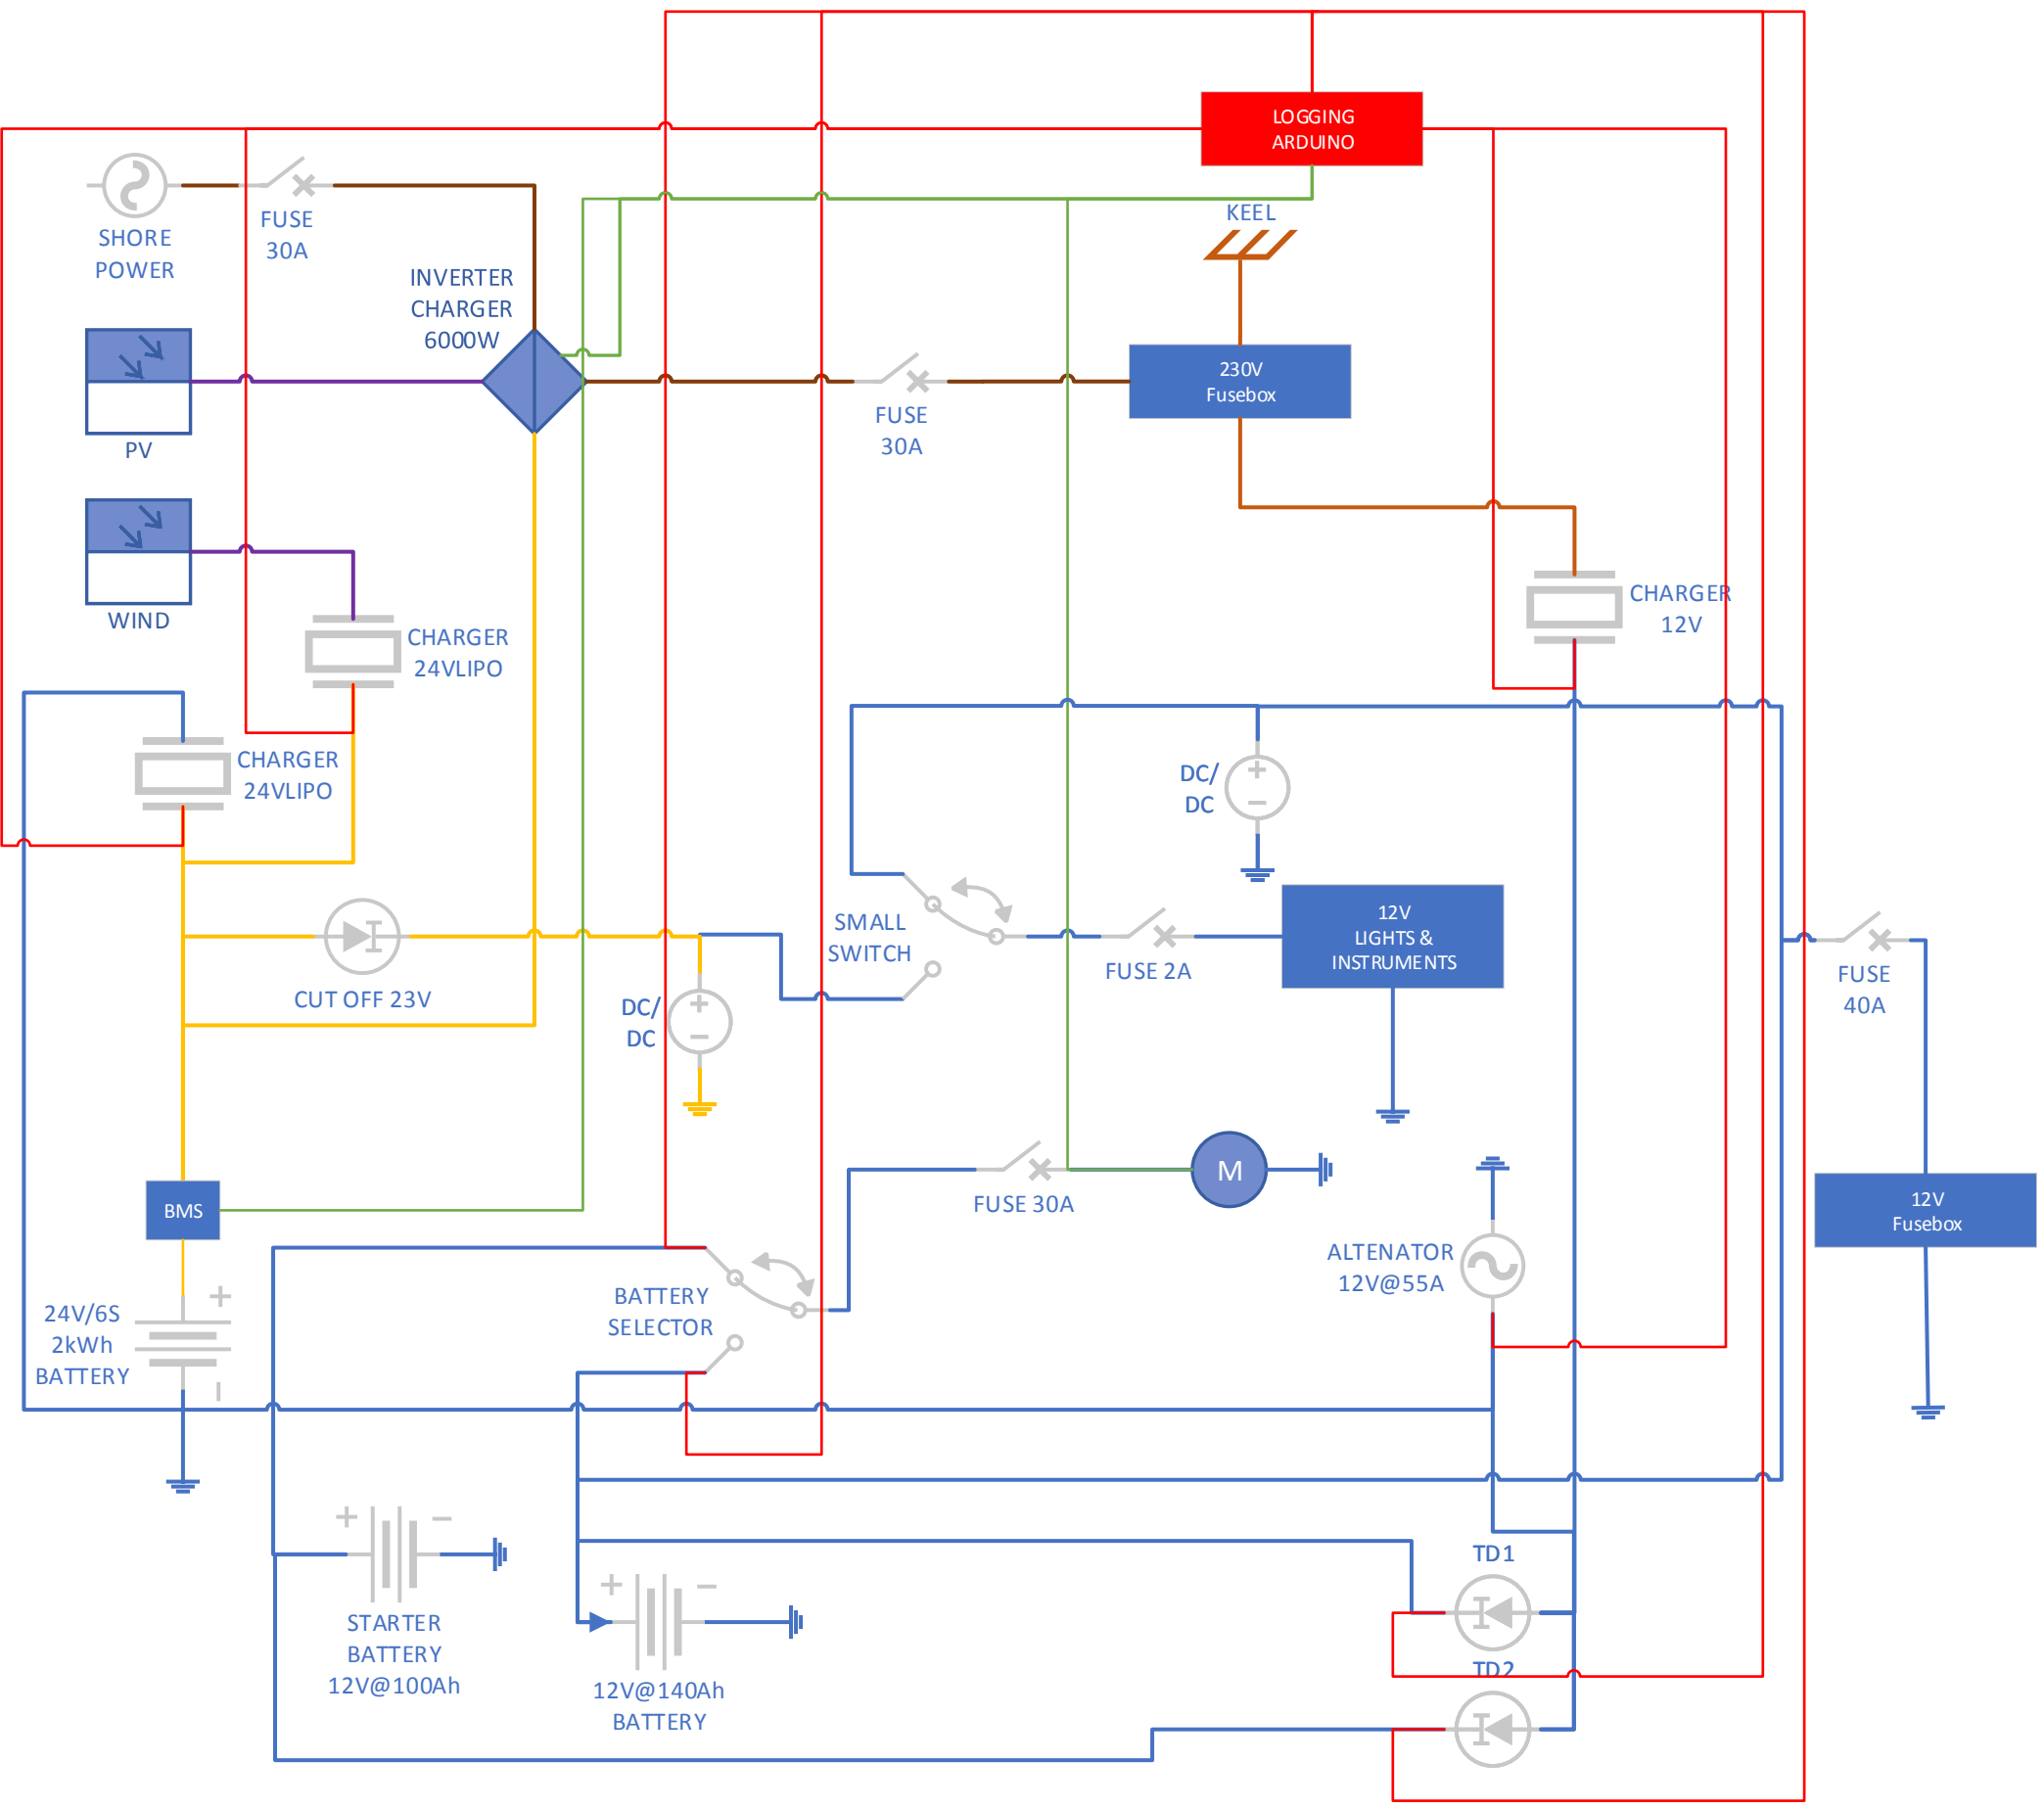 LOGGING
ARDUINO
SHORE
POWER
FUSE
30A
KEEL
INVERTER
CHARGER
6000W
230V
Fusebox
PV
FUSE
30A
WIND
CHARGER
24VLIPO
CHARGER
12V
CHARGER
24VLIPO
DC/
DC
SMALL
SWITCH
FUSE 2A
12V
LIGHTS &
INSTRUMENTS
FUSE
40A
CUT OFF 23V
DC/
DC
BMS
FUSE 30A
M
12V
Fusebox
ALTENATOR
12V@55A
BATTERY
SELECTOR
24V/6S
2kWh
BATTERY
TD1
STARTER
BATTERY
12V@100Ah
TD2
12V@140Ah
BATTERY